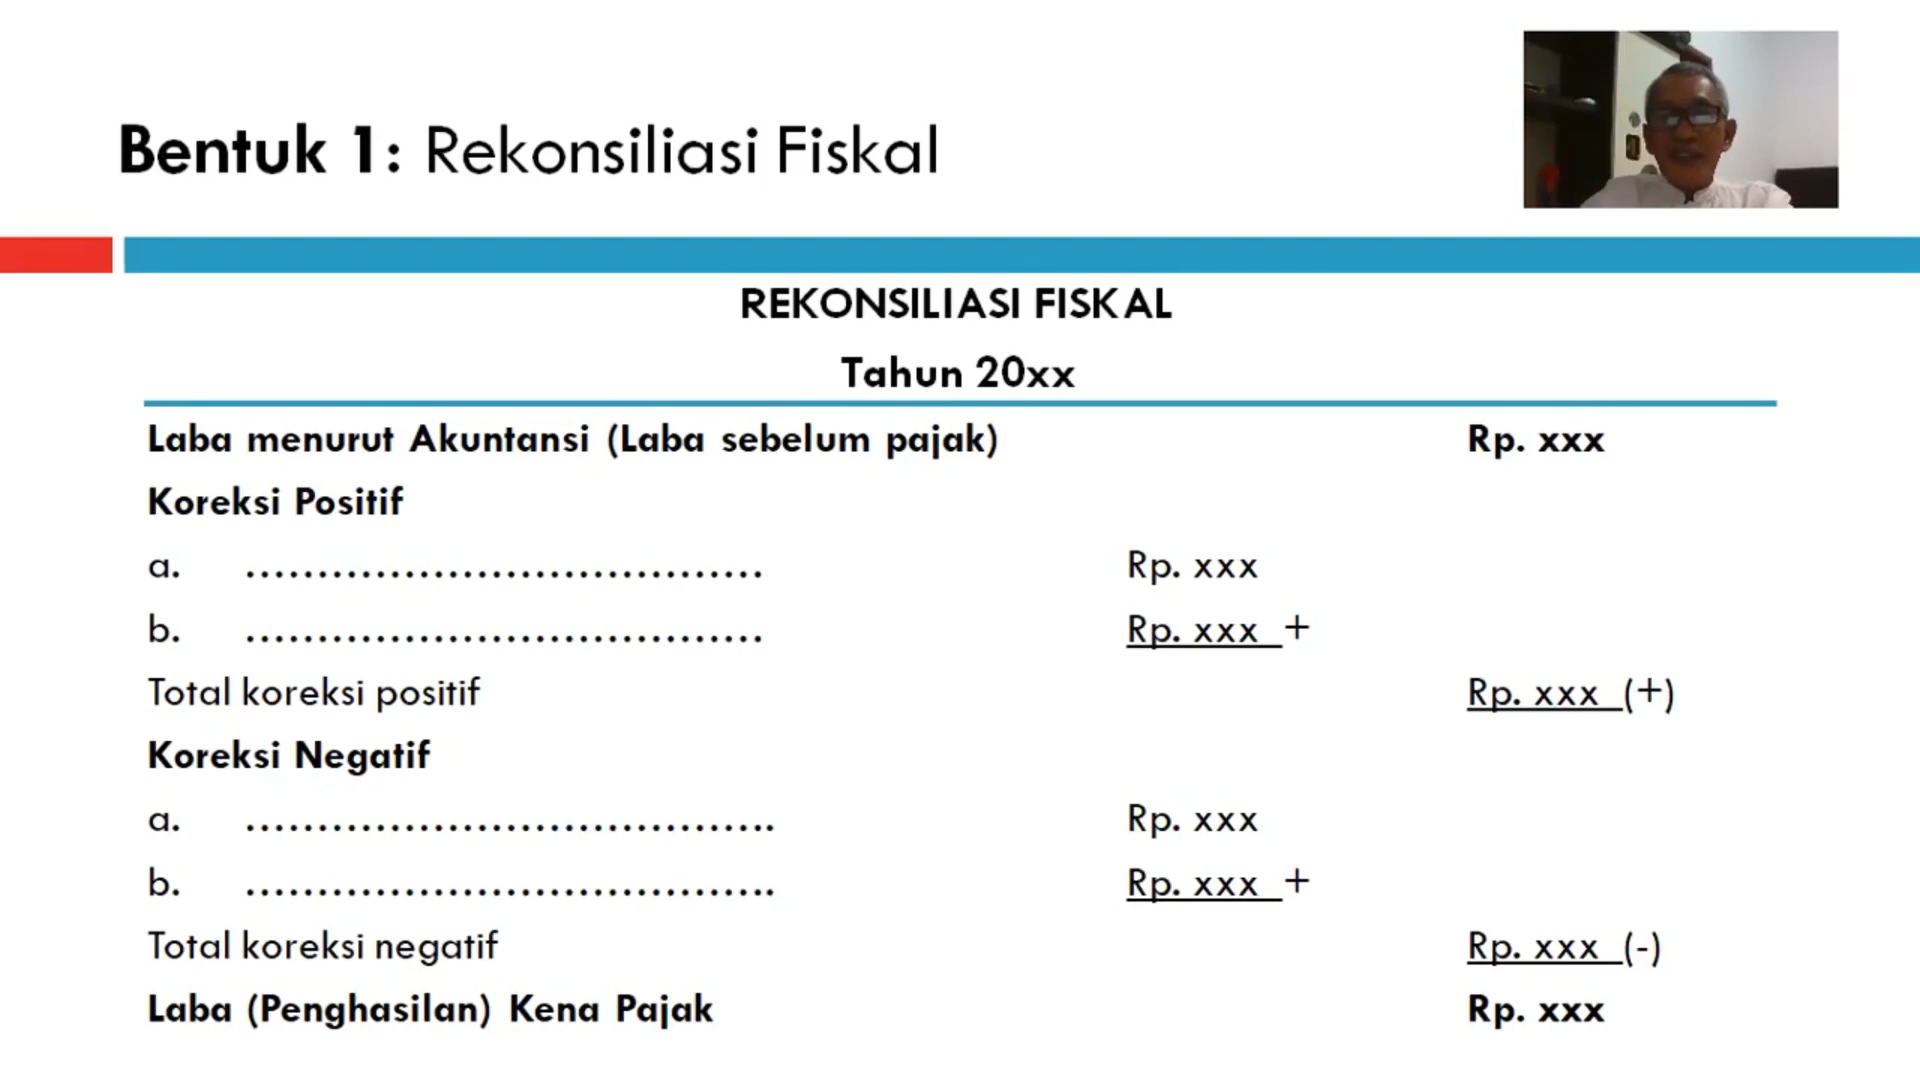 Bentuk 1: Rekonsiliasi Fiskal
REKONSILIASI FISKAL
Tahun 20xx
Laba menurut Akuntansi (Laba sebelum pajak) Rp. xxx
Koreksi Positif
a. .................................... Rp. xxx
b. .................................... Rp. xxx +
Total koreksi positif Rp. xxx (+)
Koreksi Negatif
a. ..................................... Rp. xxx
b. ..................................... Rp. xxx +
Total koreksi negatif Rp. xxx (-)
Laba (Penghasilan) Kena Pajak Rp. xxx